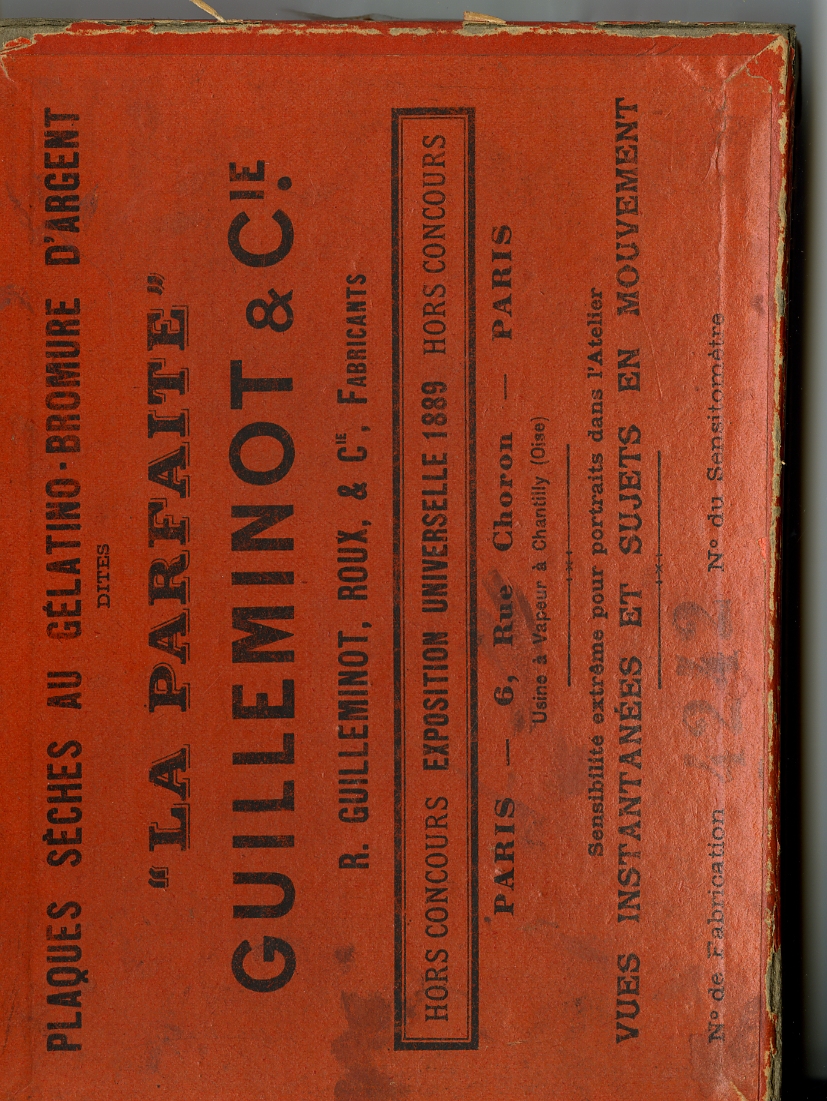 PLAQUES SÈCHES AU GÉLATINO-BROMURE D'ARGENT
DITES
“LA PARFAITE”
GUILLEMINOT & CIE.
R. GUILLEMINOT, ROUX, & CIE, FABRICANTS
HORS CONCOURS EXPOSITION UNIVERSELLE 1889 HORS CONCOURS
PARIS — 6, Rue Choron — PARIS
Usine à Vapeur à Chantilly (Oise)
Sensibilité extrême pour portraits dans l'Atelier
VUES INSTANTANÉES ET SUJETS EN MOUVEMENT
No de Fabrication 4242 No du Sensitomètre